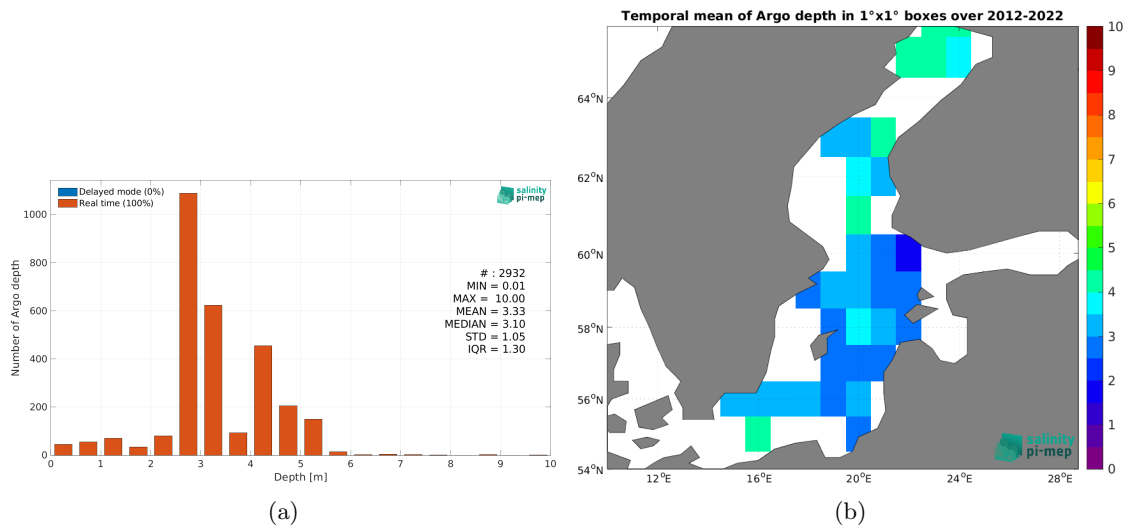 Delayed mode (0%)
Real time (100%)
salinity
pi-mep
1000
800
600
400
200
0
Number of Argo depth
# : 2932
MIN = 0.01
MAX = 10.00
MEAN = 3.33
MEDIAN = 3.10
STD = 1.05
IQR = 1.30
0 1 2 3 4 5 6 7 8 9 10
Depth [m]
(a)
Temporal mean of Argo depth in 1°x1° boxes over 2012-2022
64°N
62°N
60°N
58°N
56°N
54°N
12°E 16°E 20°E 24°E 28°E
salinity
pi-mep
10
9
8
7
6
5
4
3
2
1
0
(b)